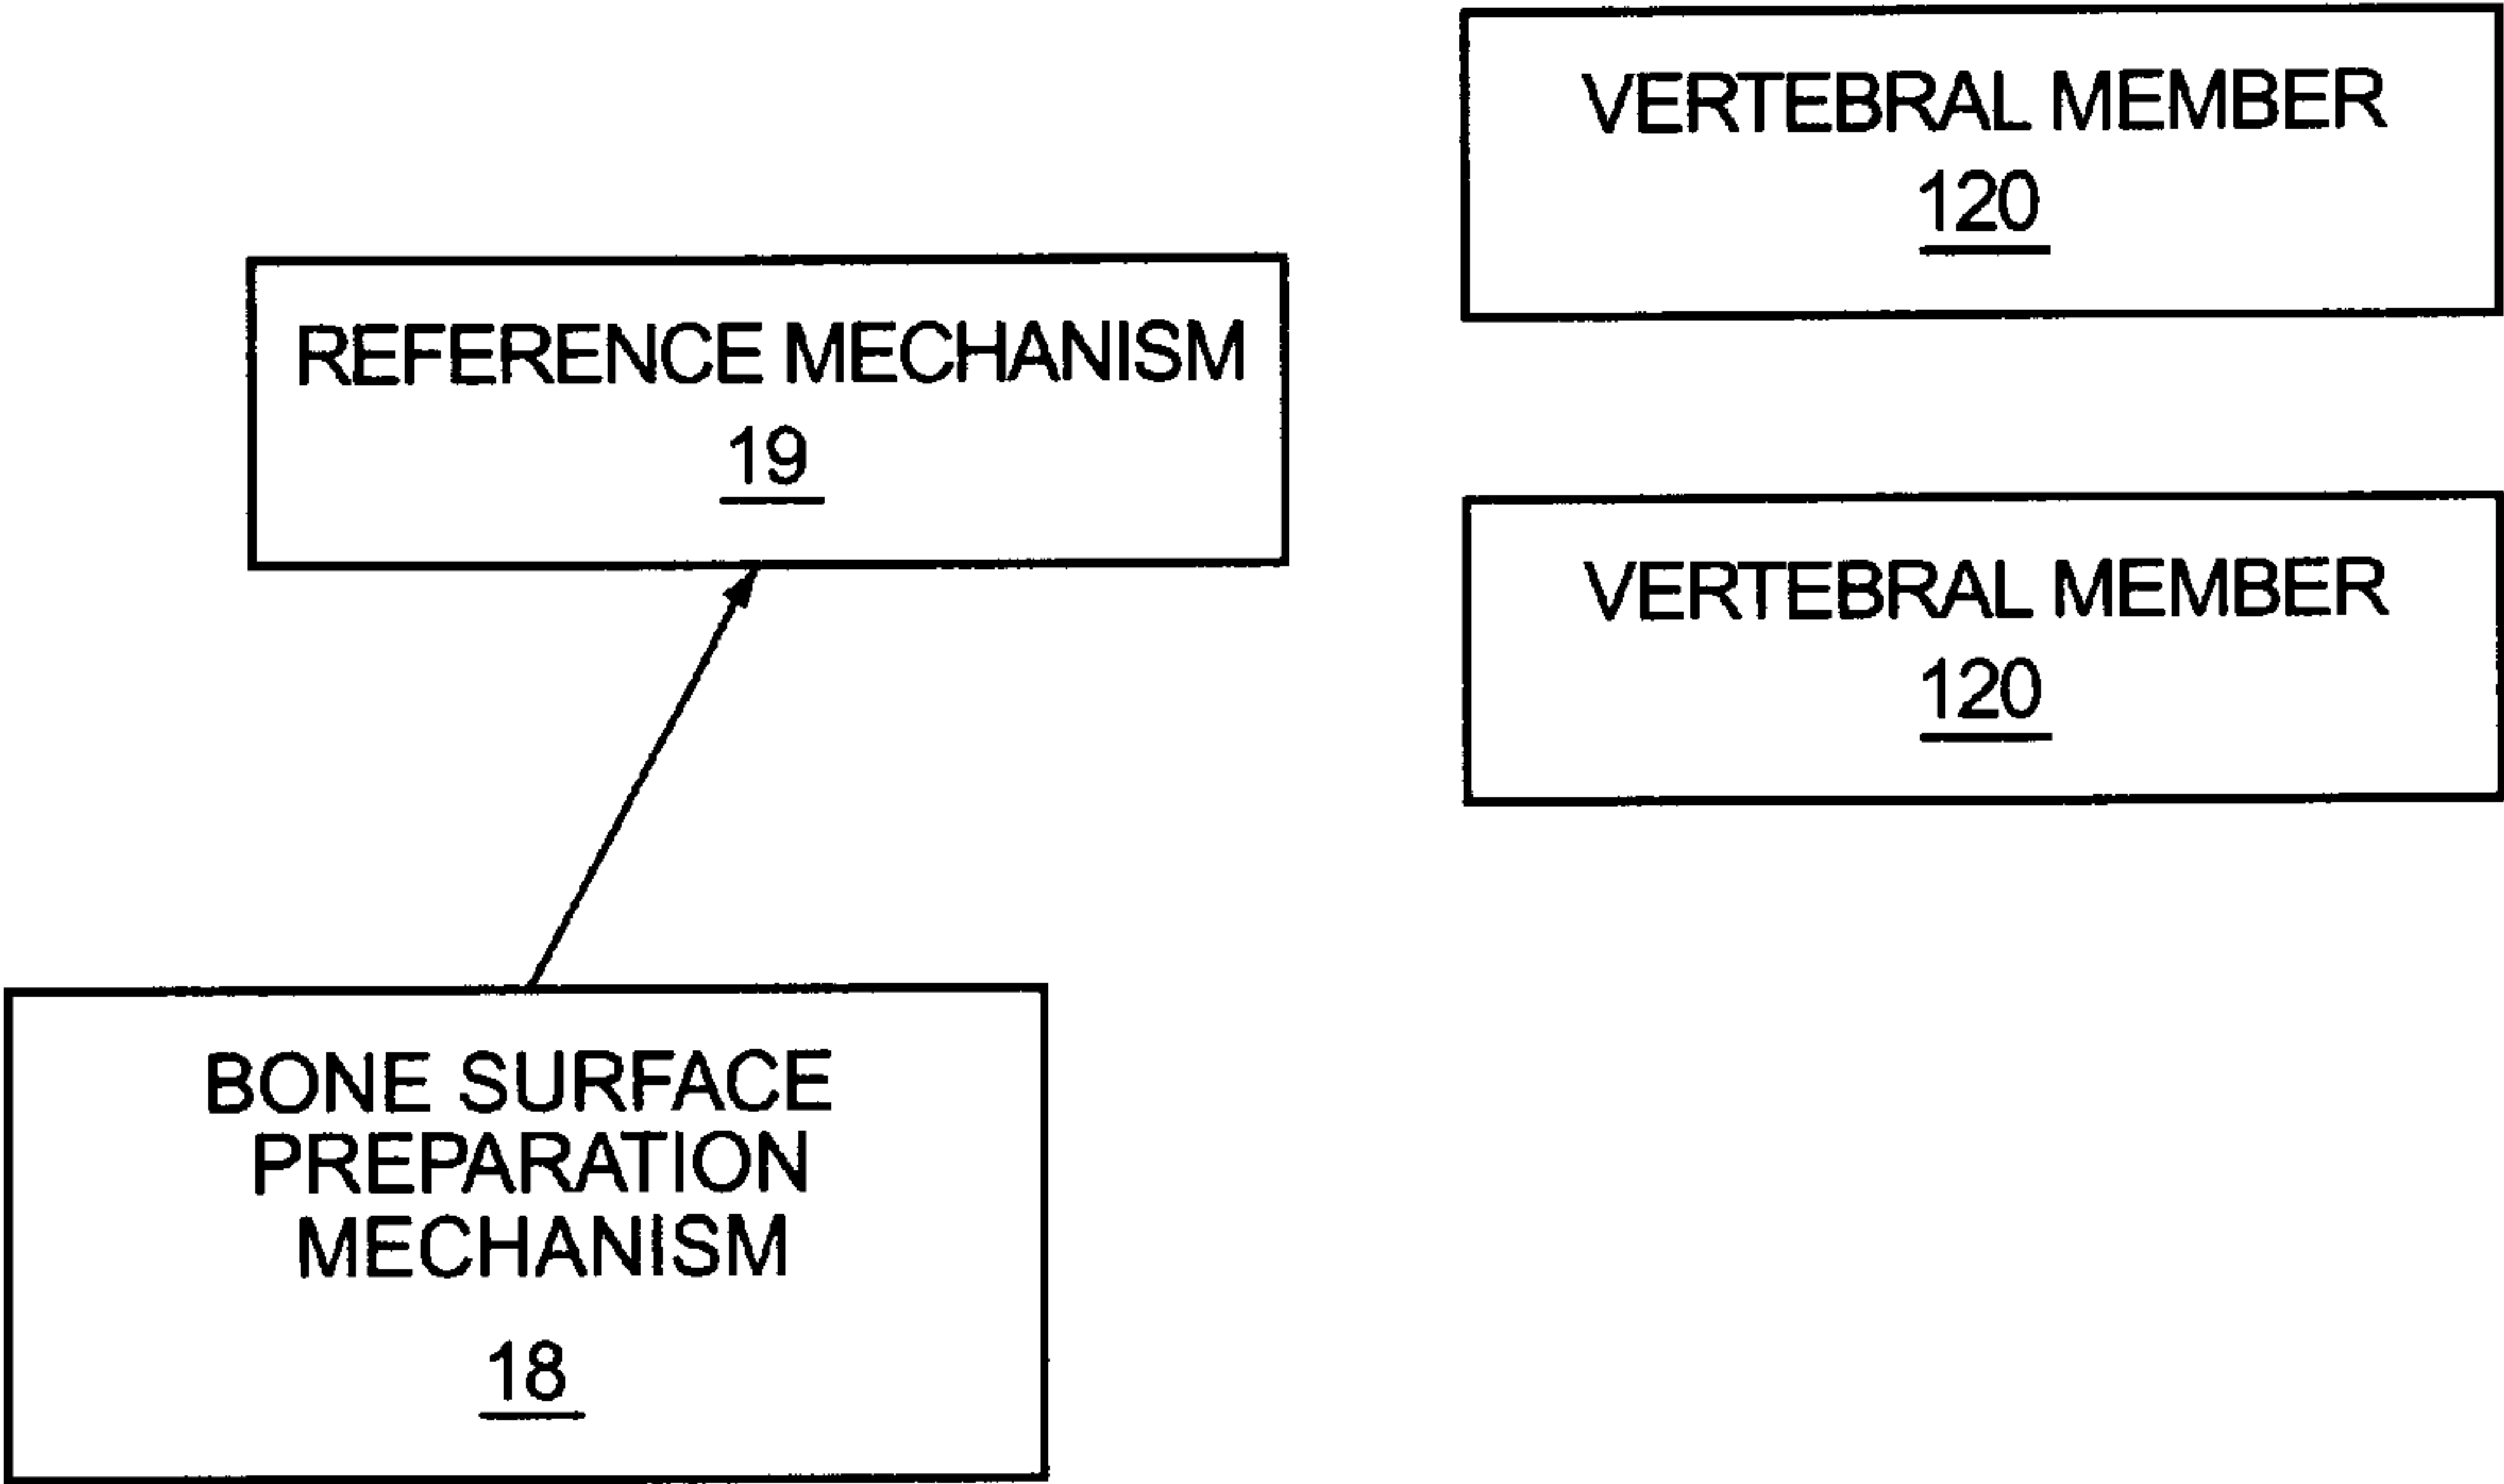 VERTEBRAL MEMBER
120
REFERENCE MECHANISM
19
VERTEBRAL MEMBER
120
BONE SURFACE
PREPARATION
MECHANISM
18